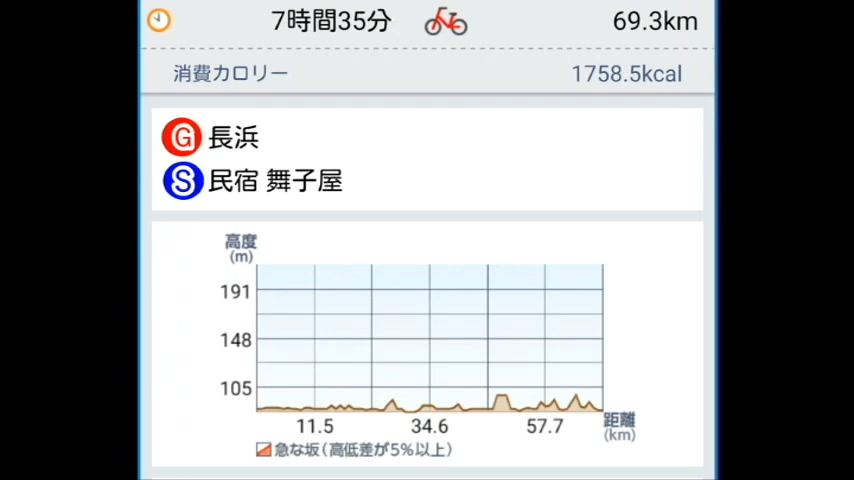 7時間35分 69.3km
消費カロリー 1758.5kcal
G 長浜
S 民宿 舞子屋
高度
(m)
191
148
105
11.5 34.6 57.7 距離
(km)
急な坂(高低差が5%以上)